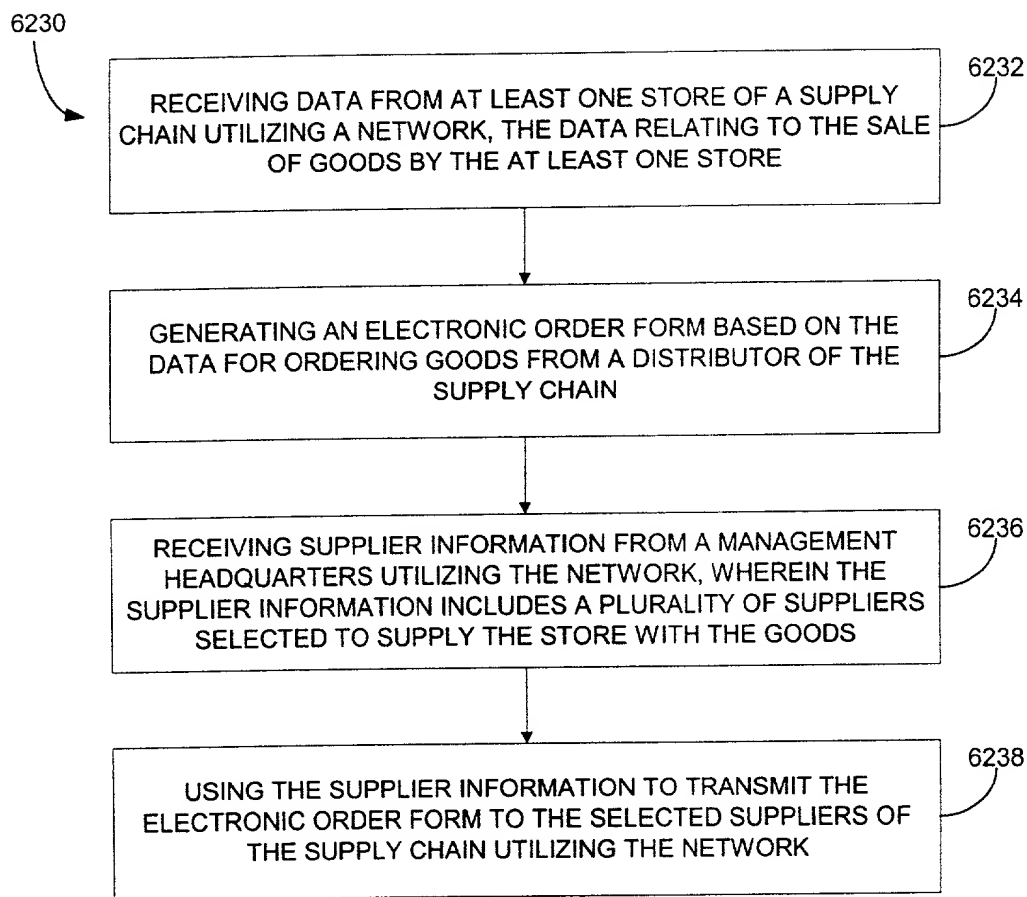 6230
6232
RECEIVING DATA FROM AT LEAST ONE STORE OF A SUPPLY
CHAIN UTILIZING A NETWORK, THE DATA RELATING TO THE SALE
OF GOODS BY THE AT LEAST ONE STORE
6234
GENERATING AN ELECTRONIC ORDER FORM BASED ON THE
DATA FOR ORDERING GOODS FROM A DISTRIBUTOR OF THE
SUPPLY CHAIN
6236
RECEIVING SUPPLIER INFORMATION FROM A MANAGEMENT
HEADQUARTERS UTILIZING THE NETWORK, WHEREIN THE
SUPPLIER INFORMATION INCLUDES A PLURALITY OF SUPPLIERS
SELECTED TO SUPPLY THE STORE WITH THE GOODS
6238
USING THE SUPPLIER INFORMATION TO TRANSMIT THE
ELECTRONIC ORDER FORM TO THE SELECTED SUPPLIERS OF
THE SUPPLY CHAIN UTILIZING THE NETWORK